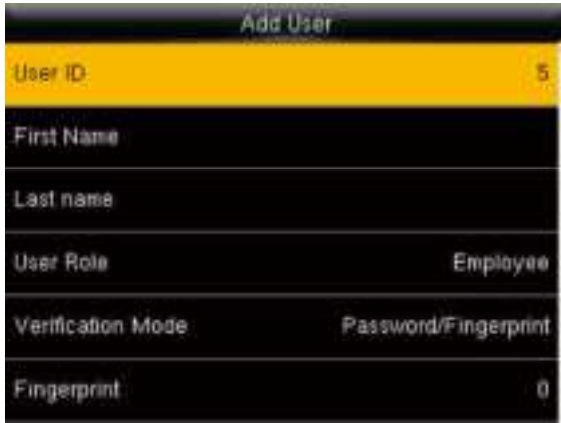 Add User
User ID 5
First Name
Last name
User Role Employee
Verification Mode Password/Fingerprint
Fingerprint 0